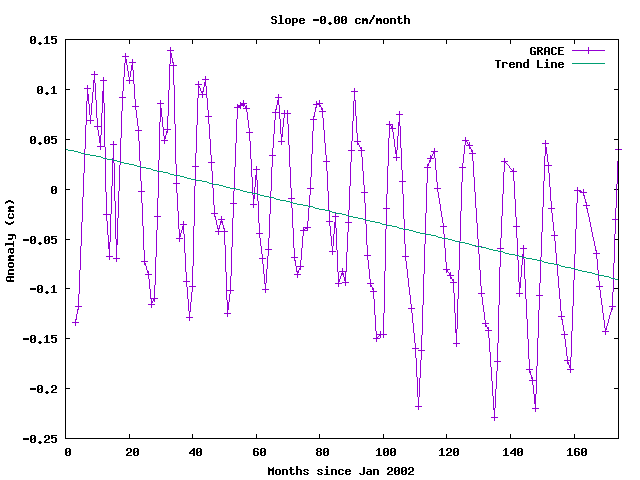 Slope -0.00 cm/month
GRACE
Trend Line
0.15
0.1
0.05
0
-0.05
-0.1
-0.15
-0.2
-0.25
Anomaly (cm)
0 20 40 60 80 100 120 140 160
Months since Jan 2002